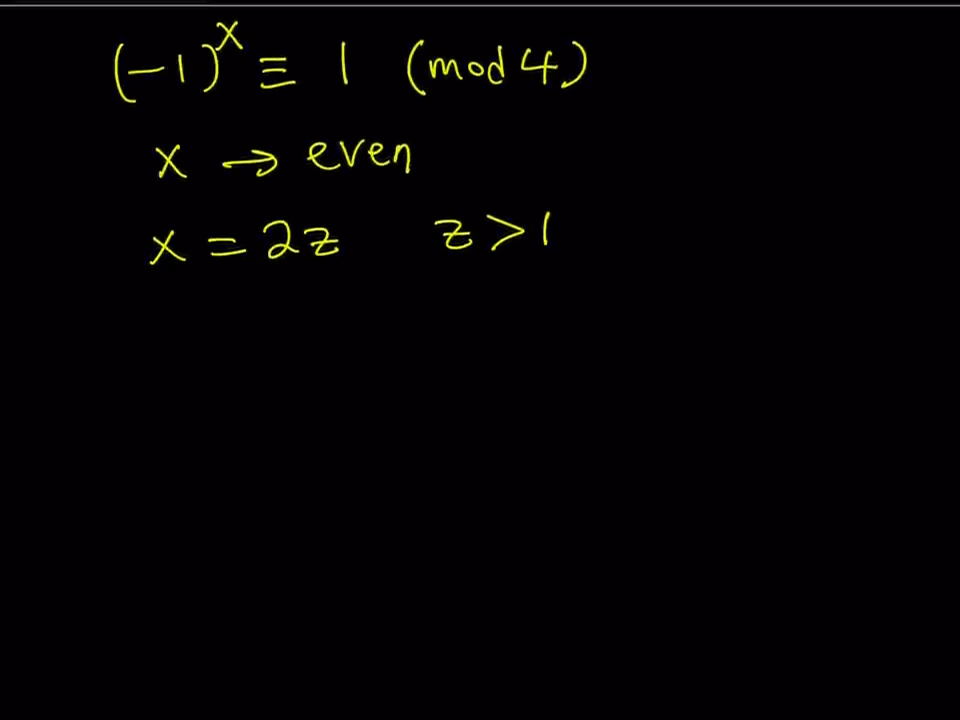 (-1)^x ≡ 1 (mod 4)
x → even
x = 2z z > 1